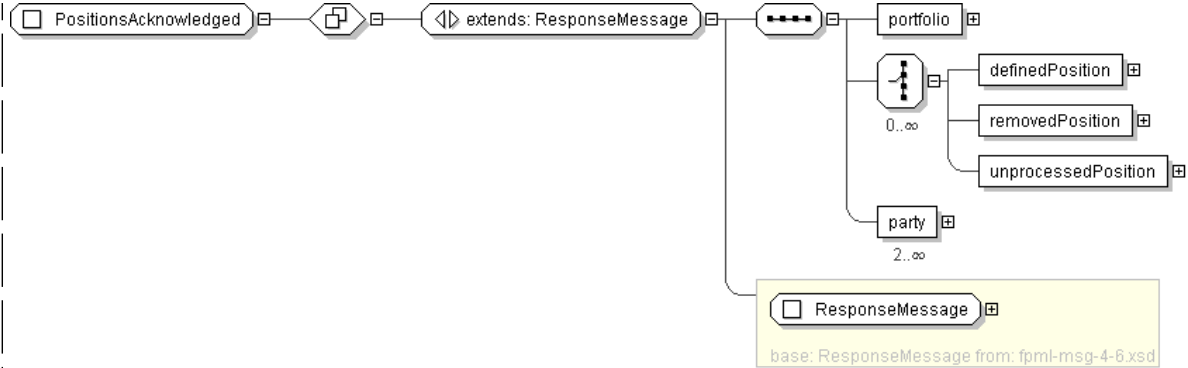 PositionsAcknowledged
extends: ResponseMessage
portfolio
definedPosition
0..∞
removedPosition
unprocessedPosition
party
2..∞
ResponseMessage
base: ResponseMessage from: fpml-msg-4-6.xsd